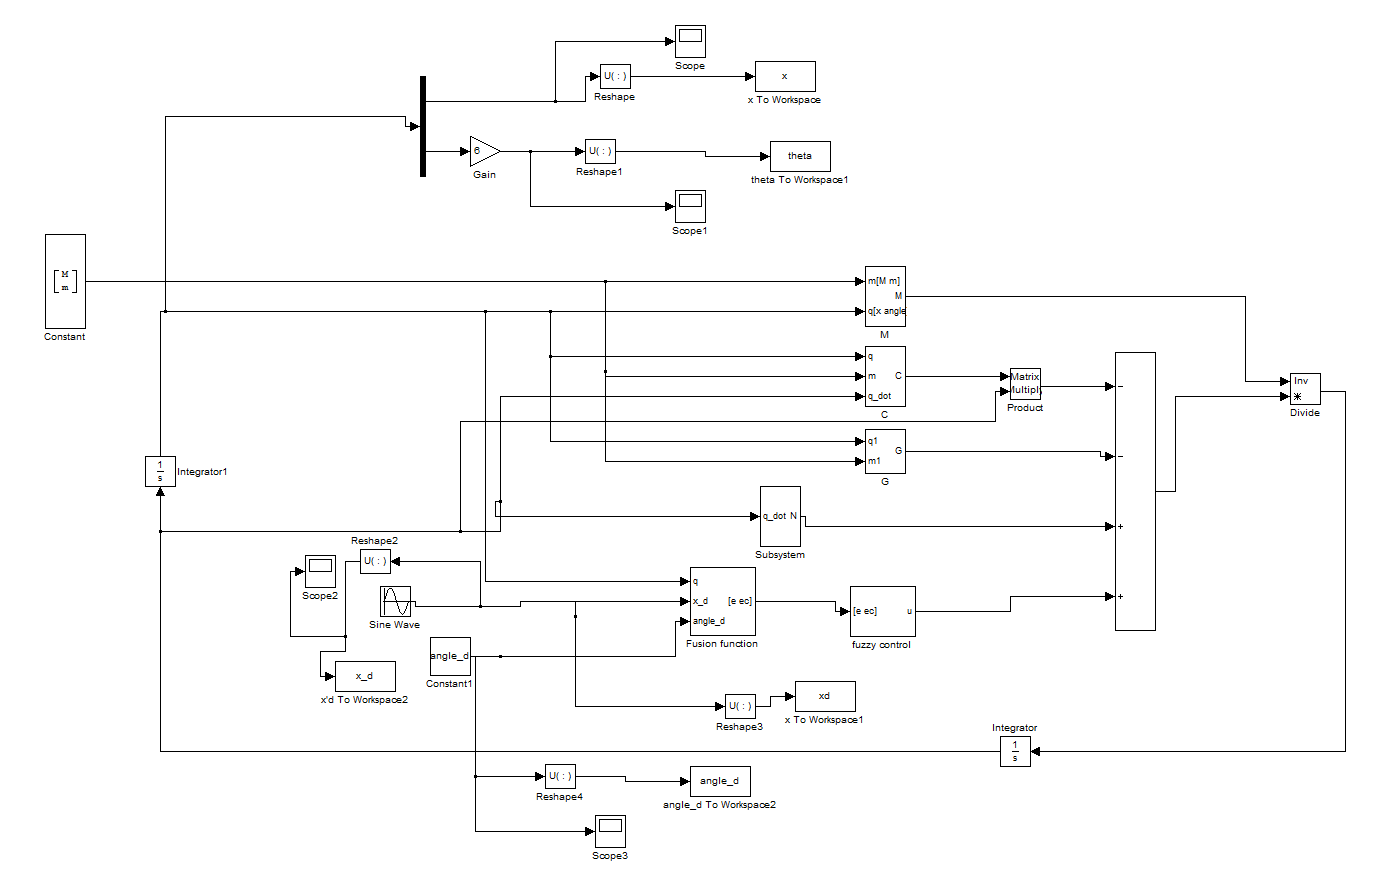 Scope
U( : )
Reshape
x
x To Workspace
6
Gain
U( : )
Reshape1
theta
theta To Workspace1
Scope1
M
m
Constant
m[M m]
M
q[x angle
M
q
m
C
q_dot
C
Matrix
Multiply
Product
−
Inv
Divide
q1
G
m1
G
−
1
s
Integrator1
q_dot N
Subsystem
+
Reshape2
U( : )
Scope2
Sine Wave
q
x_d
[e ec]
angle_d
Fusion function
[e ec]
u
fuzzy control
+
angle_d
Constant1
x_d
x'd To Workspace2
U( : )
Reshape3
xd
x To Workspace1
Integrator
1
s
U( : )
Reshape4
angle_d
angle_d To Workspace2
Scope3